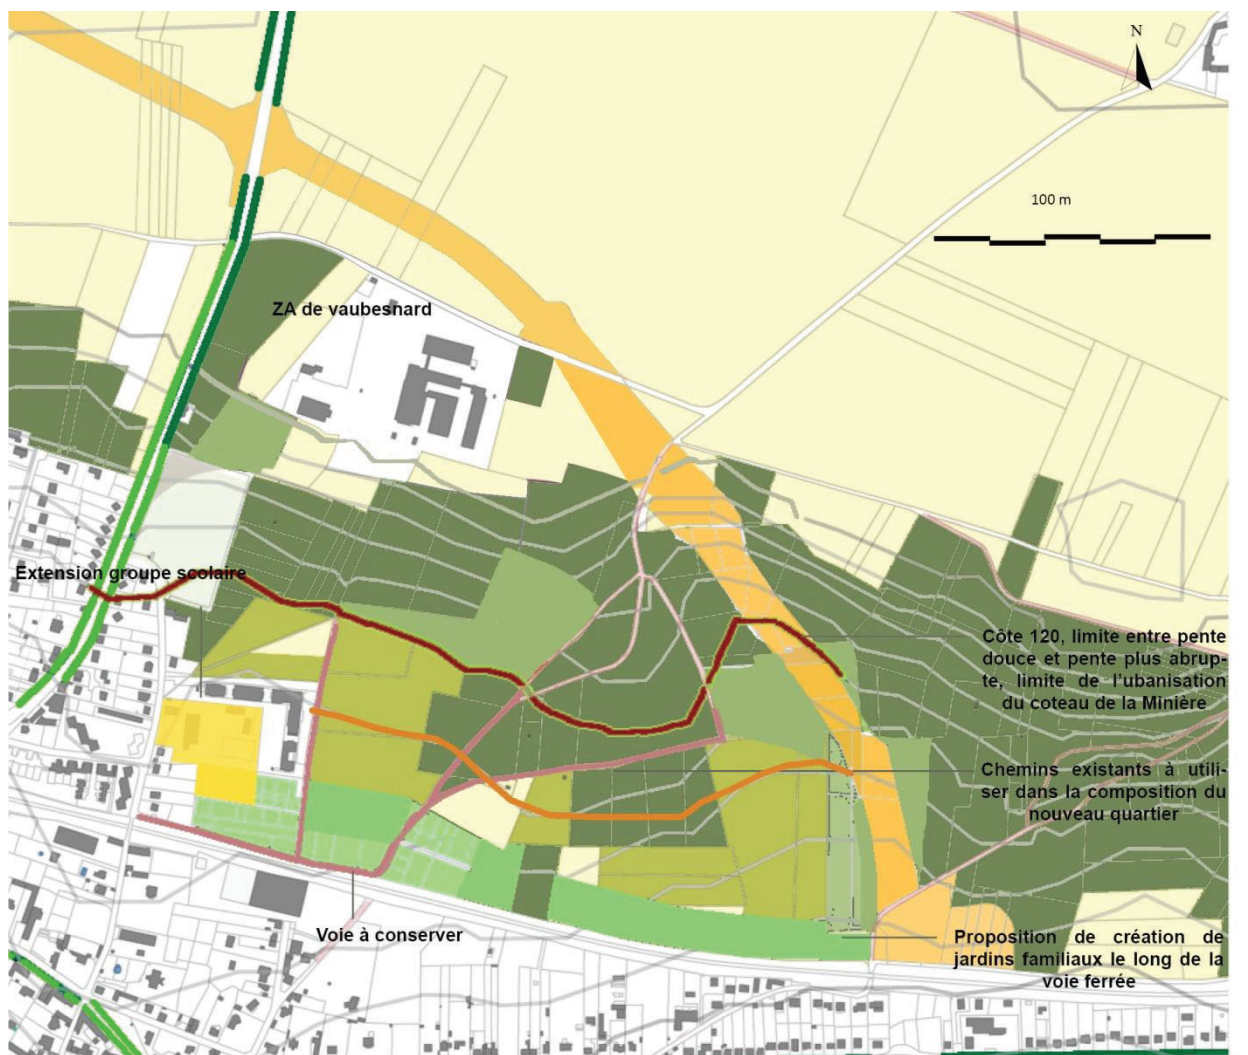 N
100 m
ZA de vaubesnard
Extension groupe scolaire
Côte 120, limite entre pente
douce et pente plus abrup-
te, limite de l'ubanisation
du coteau de la Minière
Chemins existants à utili-
ser dans la composition du
nouveau quartier
Voie à conserver
Proposition de création de
jardins familiaux le long de la
voie ferrée